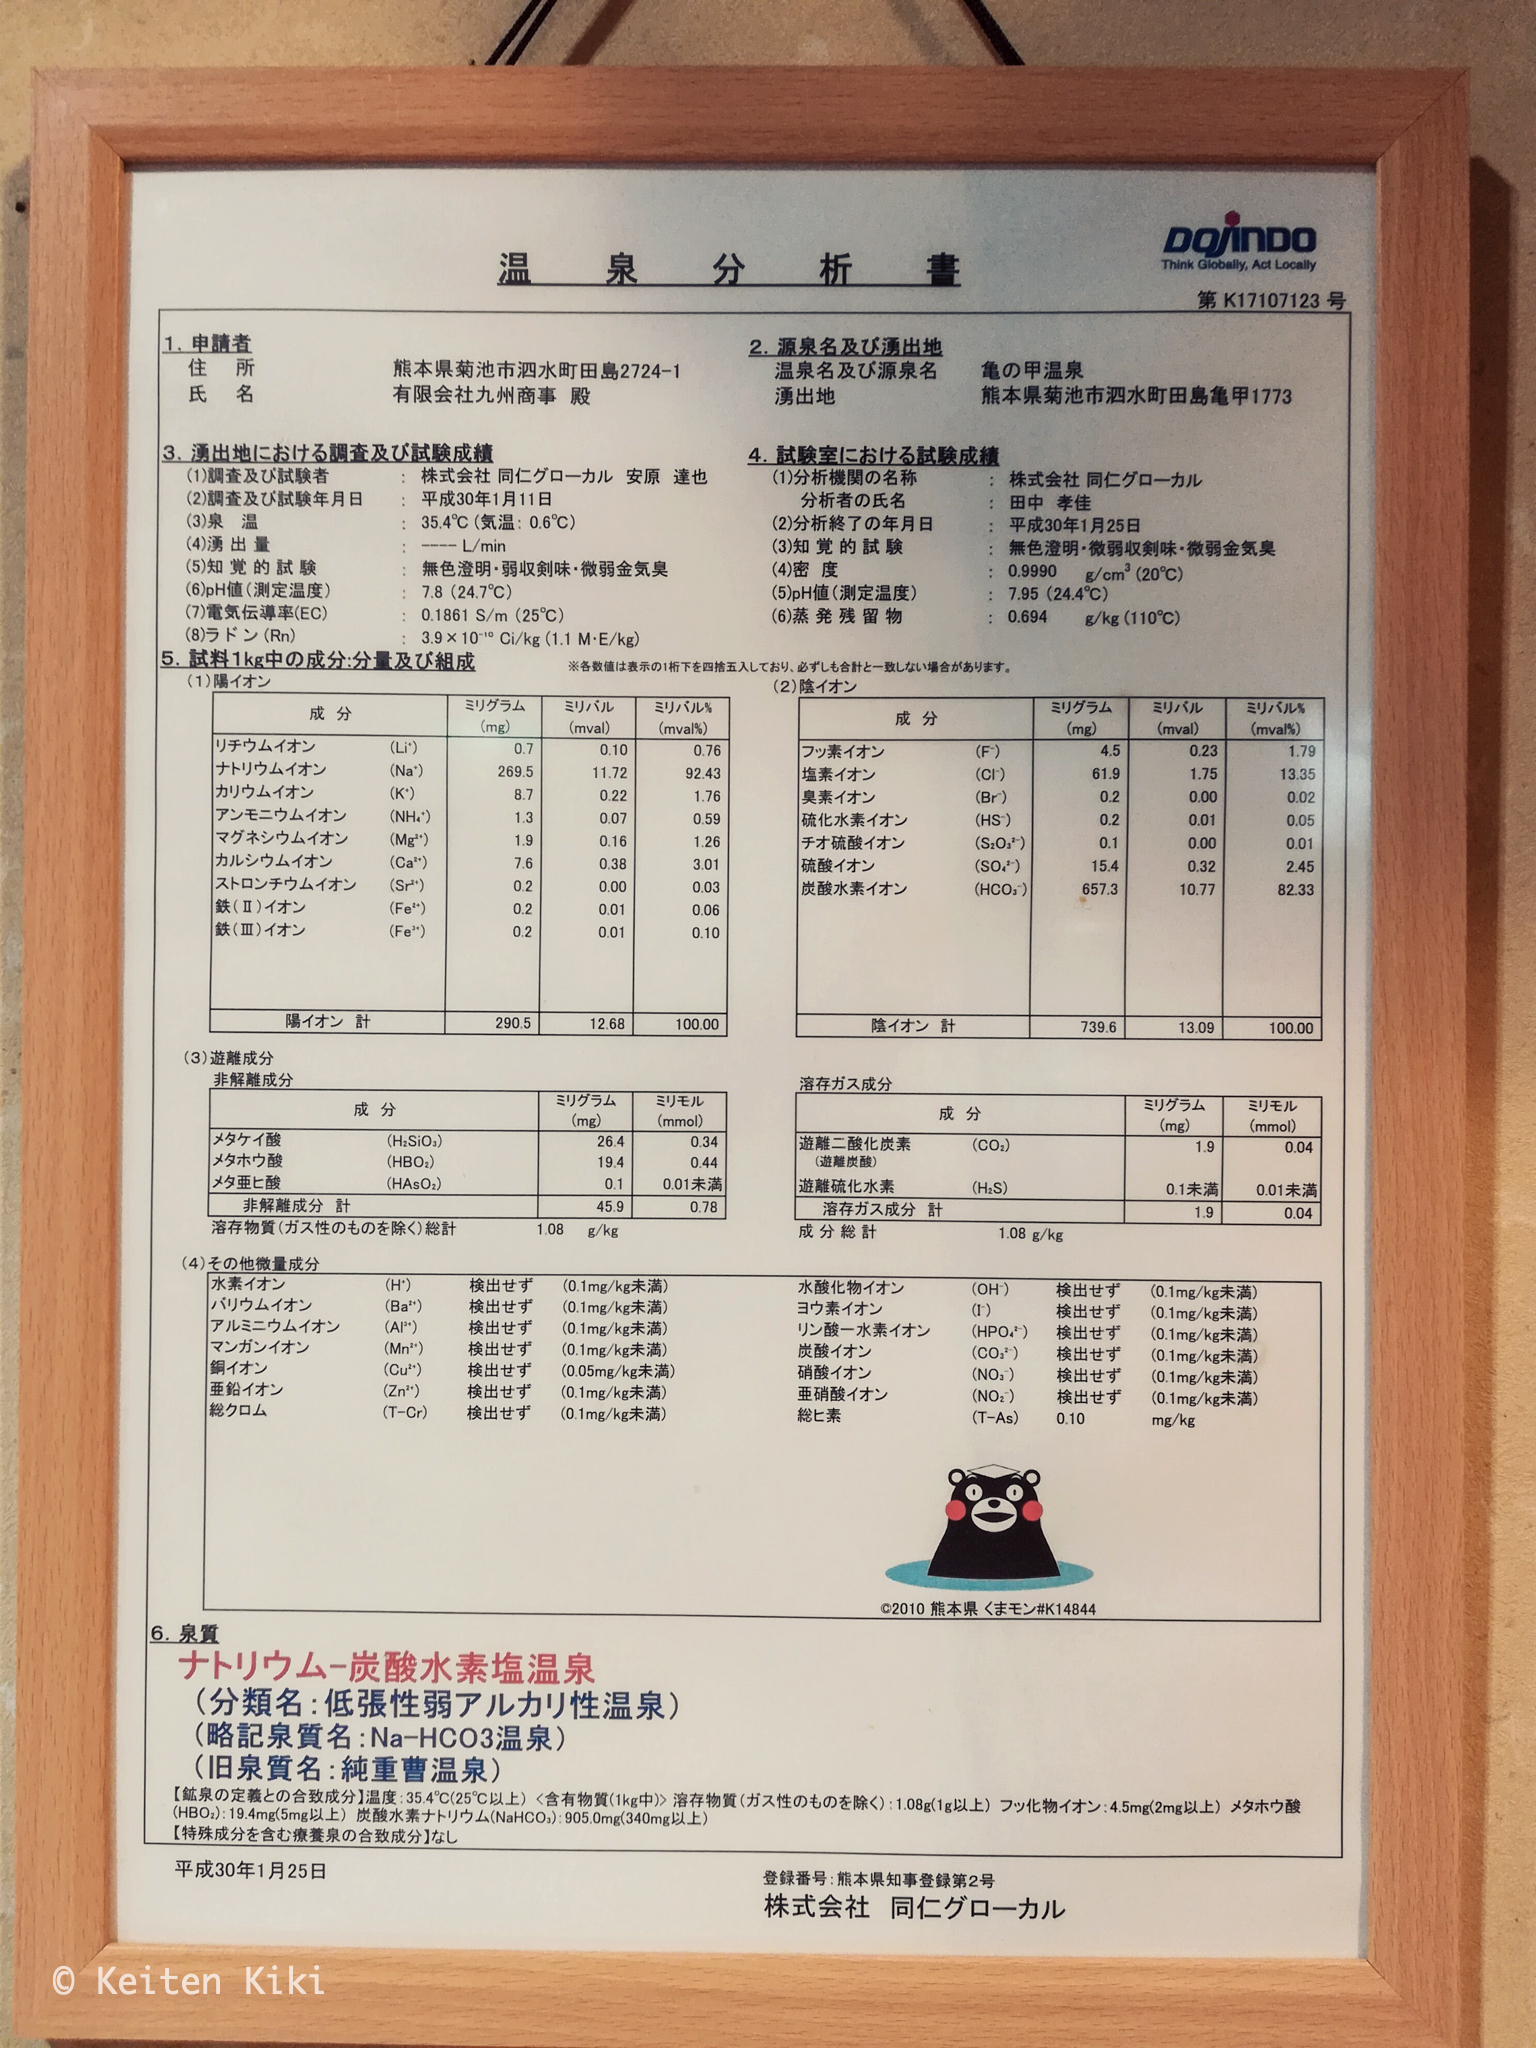 DOJINDO
Think Globally, Act Locally
温泉分析書
第 K17107123 号
1. 申請者
住 所 熊本県菊池市泗水町田島2724-1
氏 名 有限会社九州商事 殿
2. 源泉名及び湧出地
温泉名及び源泉名 亀の甲温泉
湧出地 熊本県菊池市泗水町田島亀甲1773
3. 湧出地における調査及び試験成績
(1)調査及び試験者 : 株式会社 同仁グローカル 安原 達也
(2)調査及び試験年月日 : 平成30年1月11日
(3)泉 温 : 35.4℃ (気温: 0.6℃)
(4)湧 出 量 : ---- L/min
(5)知 覚 的 試 験 : 無色澄明・弱収剣味・微弱金気臭
(6)pH値(測定温度) : 7.8 (24.7℃)
(7)電気伝導率(EC) : 0.1861 S/m (25℃)
(8)ラドン(Rn) : 3.9×10⁻¹⁰ Ci/kg (1.1 M・E/kg)
4. 試験室における試験成績
(1)分析機関の名称 : 株式会社 同仁グローカル
分析者の氏名 : 田中 孝佳
(2)分析終了の年月日 : 平成30年1月25日
(3)知 覚 的 試 験 : 無色澄明・微弱収剣味・微弱金気臭
(4)密 度 : 0.9990 g/cm³ (20℃)
(5)pH値(測定温度) : 7.95 (24.4℃)
(6)蒸 発 残 留 物 : 0.694 g/kg (110℃)
5. 試料1kg中の成分:分量及び組成
※各数値は表示の1桁下を四捨五入しており、必ずしも合計と一致しない場合があります。
(1)陽イオン
成 分 ミリグラム (mg) ミリバル (mval) ミリバル% (mval%)
リチウムイオン (Li⁺) 0.7 0.10 0.76
ナトリウムイオン (Na⁺) 269.5 11.72 92.43
カリウムイオン (K⁺) 8.7 0.22 1.76
アンモニウムイオン (NH₄⁺) 1.3 0.07 0.59
マグネシウムイオン (Mg²⁺) 1.9 0.16 1.26
カルシウムイオン (Ca²⁺) 7.6 0.38 3.01
ストロンチウムイオン (Sr²⁺) 0.2 0.00 0.03
鉄(Ⅱ)イオン (Fe²⁺) 0.2 0.01 0.06
鉄(Ⅲ)イオン (Fe³⁺) 0.2 0.01 0.10
陽イオン 計 290.5 12.68 100.00
(2)陰イオン
成 分 ミリグラム (mg) ミリバル (mval) ミリバル% (mval%)
フッ素イオン (F⁻) 4.5 0.23 1.79
塩素イオン (Cl⁻) 61.9 1.75 13.35
臭素イオン (Br⁻) 0.2 0.00 0.02
硫化水素イオン (HS⁻) 0.2 0.01 0.05
チオ硫酸イオン (S₂O₃²⁻) 0.1 0.00 0.01
硫酸イオン (SO₄²⁻) 15.4 0.32 2.45
炭酸水素イオン (HCO₃⁻) 657.3 10.77 82.33
陰イオン 計 739.6 13.09 100.00
(3)遊離成分
非解離成分
成 分 ミリグラム (mg) ミリモル (mmol)
メタケイ酸 (H₂SiO₃) 26.4 0.34
メタホウ酸 (HBO₂) 19.4 0.44
メタ亜ヒ酸 (HAsO₂) 0.1 0.01未満
非解離成分 計 45.9 0.78
溶存物質(ガス性のものを除く)総計 1.08 g/kg
溶存ガス成分
成 分 ミリグラム (mg) ミリモル (mmol)
遊離二酸化炭素 (CO₂) 1.9 0.04
(遊離炭酸)
遊離硫化水素 (H₂S) 0.1未満 0.01未満
溶存ガス成分 計 1.9 0.04
成 分 総 計 1.08 g/kg
(4)その他微量成分
水素イオン (H⁺) 検出せず (0.1mg/kg未満)
バリウムイオン (Ba²⁺) 検出せず (0.1mg/kg未満)
アルミニウムイオン (Al³⁺) 検出せず (0.1mg/kg未満)
マンガンイオン (Mn²⁺) 検出せず (0.1mg/kg未満)
銅イオン (Cu²⁺) 検出せず (0.05mg/kg未満)
亜鉛イオン (Zn²⁺) 検出せず (0.1mg/kg未満)
総クロム (T-Cr) 検出せず (0.1mg/kg未満)
水酸化物イオン (OH⁻) 検出せず (0.1mg/kg未満)
ヨウ素イオン (I⁻) 検出せず (0.1mg/kg未満)
リン酸一水素イオン (HPO₄²⁻) 検出せず (0.1mg/kg未満)
炭酸イオン (CO₃²⁻) 検出せず (0.1mg/kg未満)
硝酸イオン (NO₃⁻) 検出せず (0.1mg/kg未満)
亜硝酸イオン (NO₂⁻) 検出せず (0.1mg/kg未満)
総ヒ素 (T-As) 0.10 mg/kg
©2010 熊本県 くまモン#K14844
6. 泉質
ナトリウム-炭酸水素塩温泉
(分類名:低張性弱アルカリ性温泉)
(略記泉質名:Na-HCO3温泉)
(旧泉質名:純重曹温泉)
【鉱泉の定義との合致成分】温度:35.4℃(25℃以上) <含有物質(1kg中)> 溶存物質(ガス性のものを除く):1.08g(1g以上) フッ化物イオン:4.5mg(2mg以上) メタホウ酸
(HBO₂):19.4mg(5mg以上) 炭酸水素ナトリウム(NaHCO₃):905.0mg(340mg以上)
【特殊成分を含む療養泉の合致成分】なし
平成30年1月25日
登録番号:熊本県知事登録第2号
株式会社 同仁グローカル
© Keiten Kiki